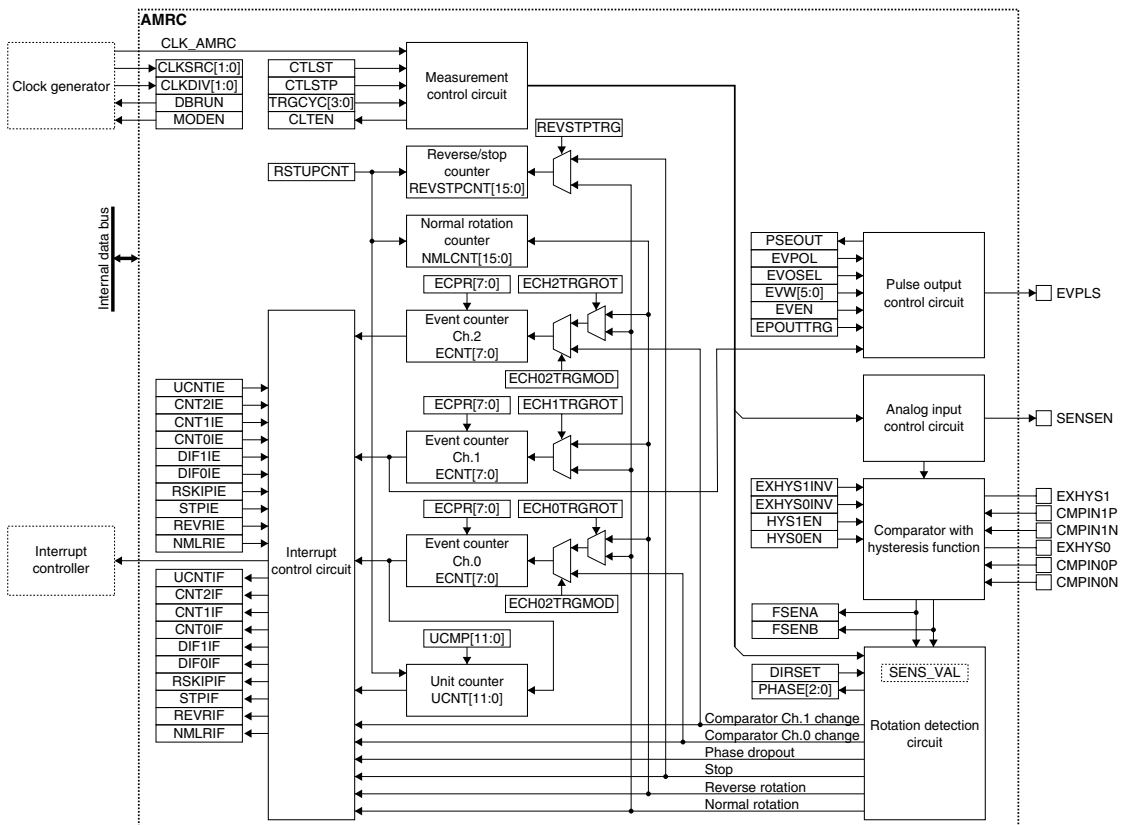 AMRC
CLK_AMRC
Clock generator
CLKSRC[1:0]
CLKDIV[1:0]
DBRUN
MODEN
CTLST
CTLSTP
TRGCYC[3:0]
CLTEN
Measurement
control circuit
REVSTPTRG
RSTUPCNT
Reverse/stop
counter
REVSTPCNT[15:0]
Normal rotation
counter
NMLCNT[15:0]
Internal data bus
PSEOUT
EVPOL
EVOSEL
EVW[5:0]
EVEN
EPOUTTRG
Pulse output
control circuit
EVPLS
ECPR[7:0]
ECH2TRGROT
Event counter
Ch.2
ECNT[7:0]
ECH02TRGMOD
UCNTIE
CNT2IE
CNT1IE
CNT0IE
DIF1IE
DIF0IE
RSKIPIE
STPIE
REVRIE
NMLRIE
ECPR[7:0]
ECH1TRGROT
Event counter
Ch.1
ECNT[7:0]
Analog input
control circuit
SENSEN
EXHYS1INV
EXHYS0INV
HYS1EN
HYS0EN
Comparator with
hysteresis function
EXHYS1
CMPIN1P
CMPIN1N
EXHYS0
CMPIN0P
CMPIN0N
ECPR[7:0]
ECH0TRGROT
Event counter
Ch.0
ECNT[7:0]
ECH02TRGMOD
Interrupt
controller
Interrupt
control circuit
UCNTIF
CNT2IF
CNT1IF
CNT0IF
DIF1IF
DIF0IF
RSKIPIF
STPIF
REVRIF
NMLRIF
FSENA
FSENB
UCMP[11:0]
Unit counter
UCNT[11:0]
DIRSET
PHASE[2:0]
SENS_VAL
Rotation detection
circuit
Comparator Ch.1 change
Comparator Ch.0 change
Phase dropout
Stop
Reverse rotation
Normal rotation